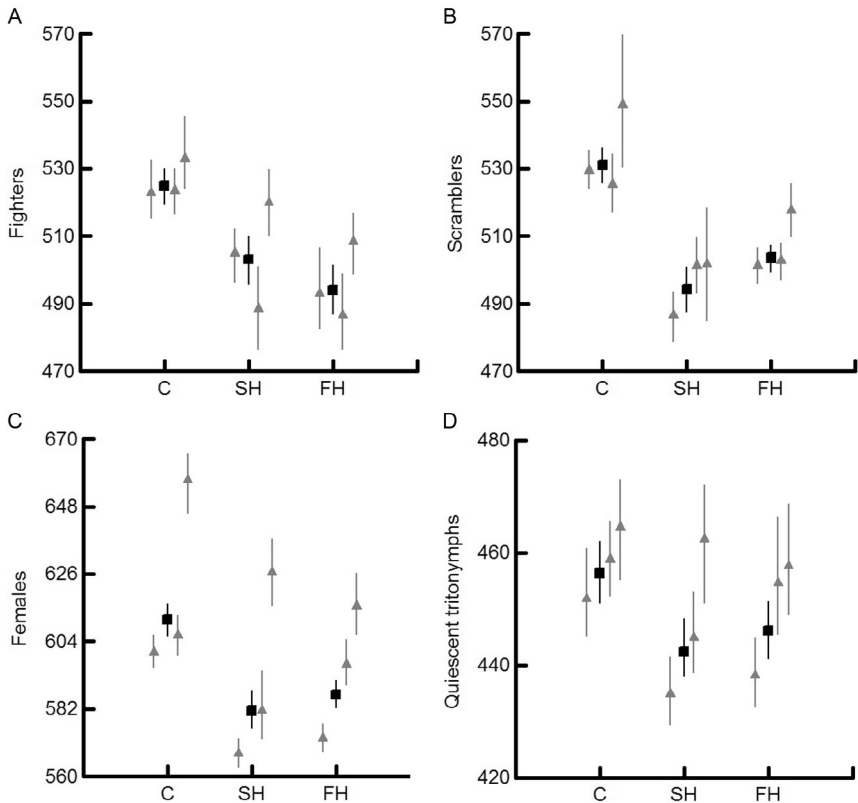 A
570
550
530
510
490
470
Fighters
C SH FH
B
570
550
530
510
490
470
Scramblers
C SH FH
C
670
648
626
604
582
560
Females
C SH FH
D
480
460
440
420
Quiescent tritonymphs
C SH FH